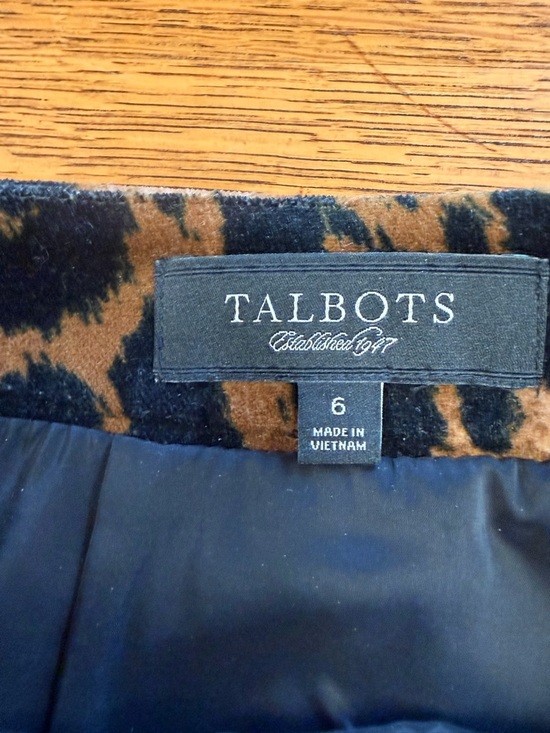 TALBOTS
Established 1947
6
MADE IN
VIETNAM